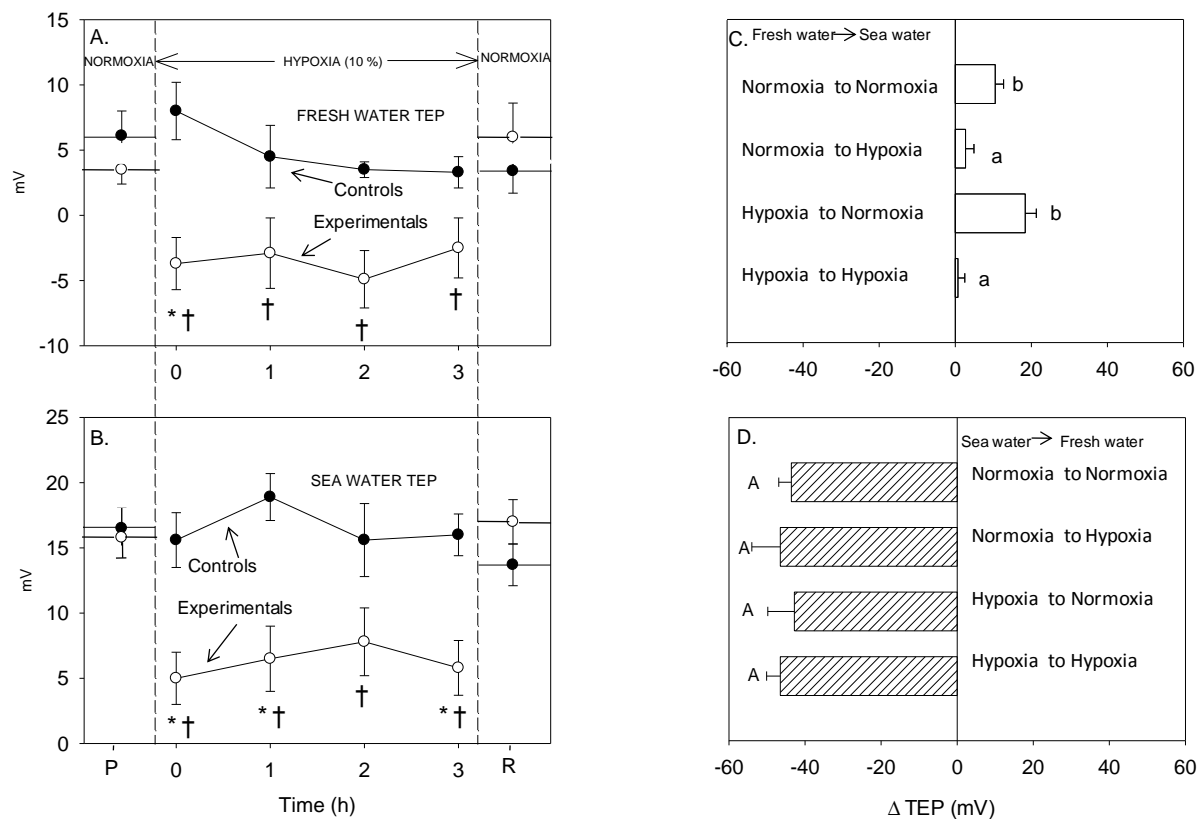 A.
NORMOXIA
HYPOXIA (10 %)
NORMOXIA
FRESH WATER TEP
Controls
Experimentals
* †
†
†
†
15
10
5
0
-5
-10
mV
0 1 2 3
B.
SEA WATER TEP
Controls
Experimentals
* †
* †
†
* †
25
20
15
10
5
0
mV
P 0 1 2 3 R
Time (h)
C.
Fresh water → Sea water
Normoxia to Normoxia
b
Normoxia to Hypoxia
a
Hypoxia to Normoxia
b
Hypoxia to Hypoxia
a
-60 -40 -20 0 20 40 60
D.
Sea water → Fresh water
A
Normoxia to Normoxia
A
Normoxia to Hypoxia
A
Hypoxia to Normoxia
A
Hypoxia to Hypoxia
-60 -40 -20 0 20 40 60
Δ TEP (mV)